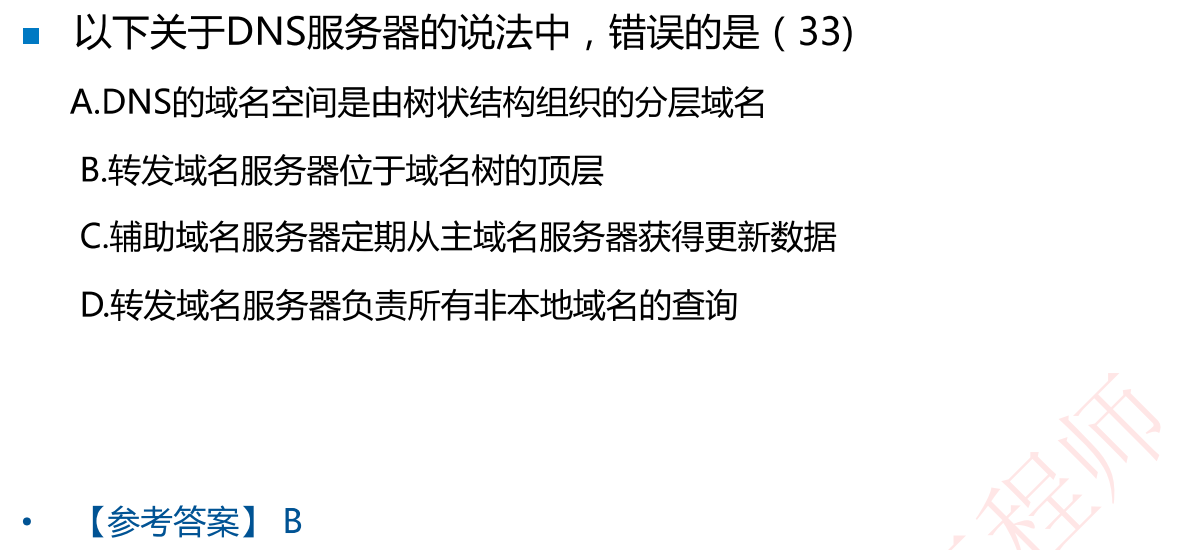 以下关于DNS服务器的说法中，错误的是（33)
A.DNS的域名空间是由树状结构组织的分层域名
B.转发域名服务器位于域名树的顶层
C.辅助域名服务器定期从主域名服务器获得更新数据
D.转发域名服务器负责所有非本地域名的查询
程师
• 【参考答案】 B